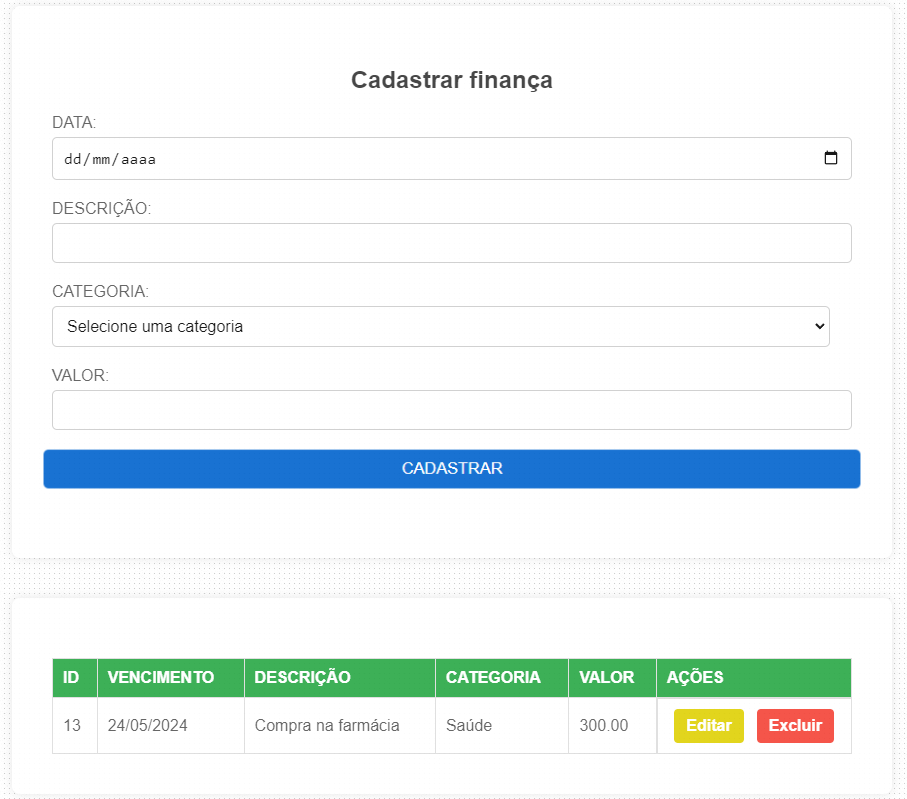 Cadastrar finança
DATA:
dd/mm/aaaa
DESCRIÇÃO:
CATEGORIA:
Selecione uma categoria
VALOR:
CADASTRAR
ID VENCIMENTO DESCRIÇÃO CATEGORIA VALOR AÇÕES
13 24/05/2024 Compra na farmácia Saúde 300.00 Editar Excluir